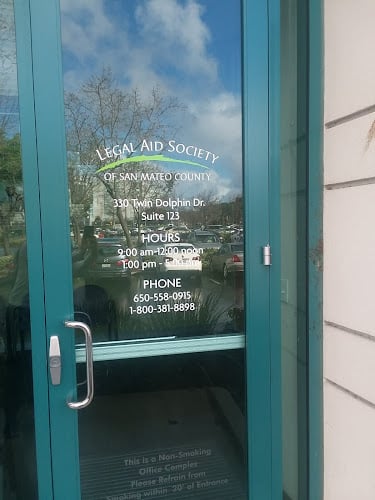 LEGAL AID SOCIETY
OF SAN MATEO COUNTY
330 Twin Dolphin Dr.
Suite 123
HOURS
9:00 am-12:00 noon
1:00 pm -
PHONE
650-558-0915
1-800-381-8898
This is a Non-Smoking
Office Complex
Please Refrain from
Smoking within 30' of Entrance